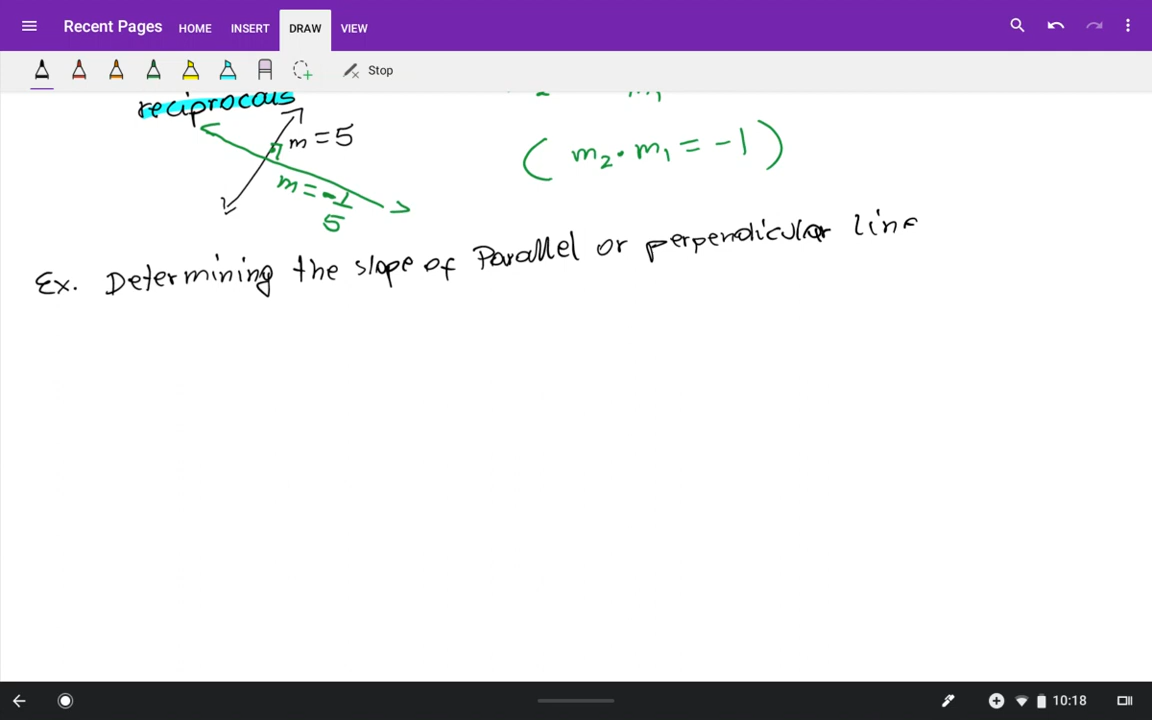 Recent Pages HOME INSERT DRAW VIEW
Stop
reciprocals
m = 5
m = -1/5
( m₂ · m₁ = -1 )
Ex. Determining the slope of Parallel or perpendicular line
10:18